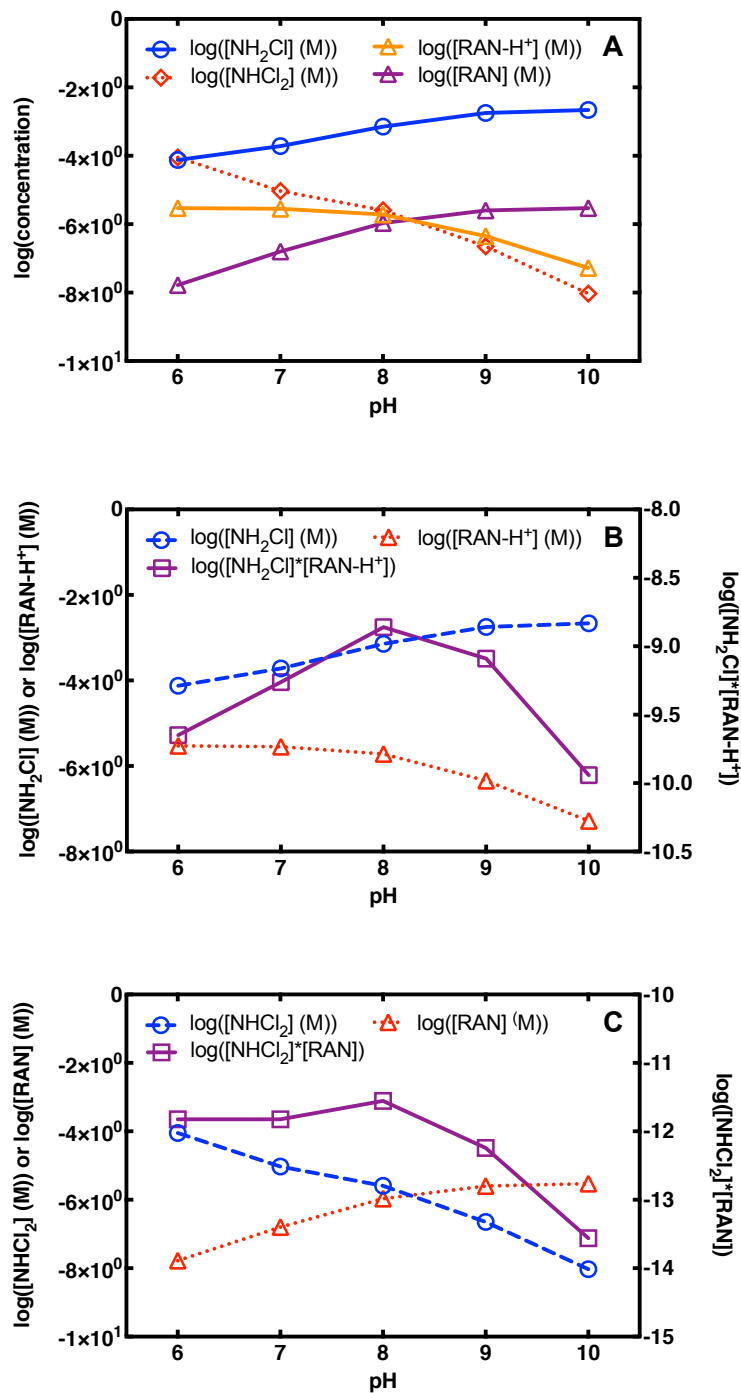 log([NH₂Cl] (M)) log([RAN-H⁺] (M)) A
log([NHCl₂] (M)) log([RAN] (M))
0
-2×10⁰
-4×10⁰
-6×10⁰
-8×10⁰
-1×10¹
log(concentration)
6 7 8 9 10
pH
log([NH₂Cl] (M)) log([RAN-H⁺] (M)) B
log([NH₂Cl]*[RAN-H⁺])
0
-2×10⁰
-4×10⁰
-6×10⁰
-8×10⁰
log([NH₂Cl] (M)) or log([RAN-H⁺] (M))
-8.0
-8.5
-9.0
-9.5
-10.0
-10.5
log([NH₂Cl]*[RAN-H⁺])
6 7 8 9 10
pH
log([NHCl₂] (M)) log([RAN] ⁽M)) C
log([NHCl₂]*[RAN])
0
-2×10⁰
-4×10⁰
-6×10⁰
-8×10⁰
-1×10¹
log([NHCl₂] (M)) or log([RAN] (M))
-10
-11
-12
-13
-14
-15
log([NHCl₂]*[RAN])
6 7 8 9 10
pH